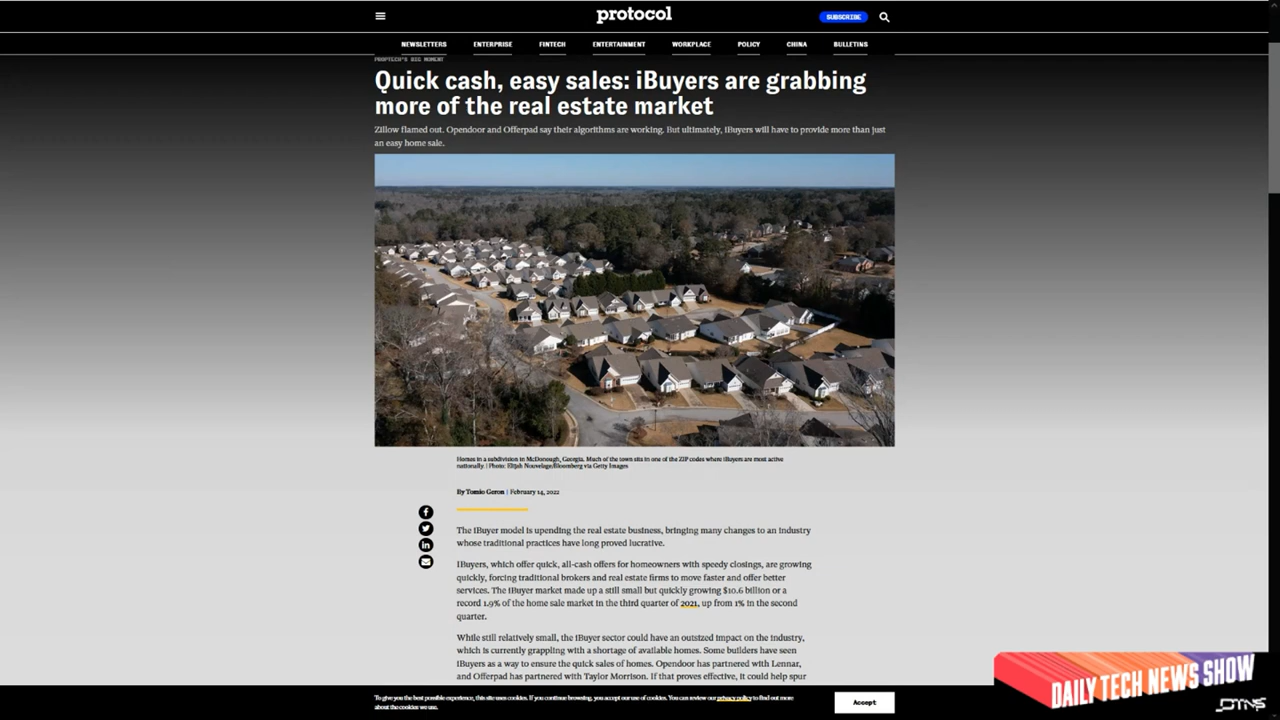 protocol
SUBSCRIBE
NEWSLETTERS ENTERPRISE FINTECH ENTERTAINMENT WORKPLACE POLICY CHINA BULLETINS
PROPTECH'S BIG MOMENT
Quick cash, easy sales: iBuyers are grabbing
more of the real estate market
Zillow flamed out. Opendoor and Offerpad say their algorithms are working. But ultimately, iBuyers will have to provide more than just
an easy home sale.
Homes in a subdivision in McDonough, Georgia. Much of the town sits in one of the ZIP codes where iBuyers are most active
nationally. | Photo: Elijah Nouvelage/Bloomberg via Getty Images
By Tomio Geron | February 14, 2022
The iBuyer model is upending the real estate business, bringing many changes to an industry
whose traditional practices have long proved lucrative.
IBuyers, which offer quick, all-cash offers for homeowners with speedy closings, are growing
quickly, forcing traditional brokers and real estate firms to move faster and offer better
services. The iBuyer market made up a still small but quickly growing $10.6 billion or a
record 1.9% of the home sale market in the third quarter of 2021, up from 1% in the second
quarter.
While still relatively small, the iBuyer sector could have an outsized impact on the industry,
which is currently grappling with a shortage of available homes. Some builders have seen
iBuyers as a way to ensure the quick sales of homes. Opendoor has partnered with Lennar,
and Offerpad has partnered with Taylor Morrison. If that proves effective, it could help spur
To give you the best possible experience, this site uses cookies. If you continue browsing, you accept our use of cookies. You can review our privacy policy to find out more
about the cookies we use.
Accept
DAILY TECH NEWS SHOW
DTNS